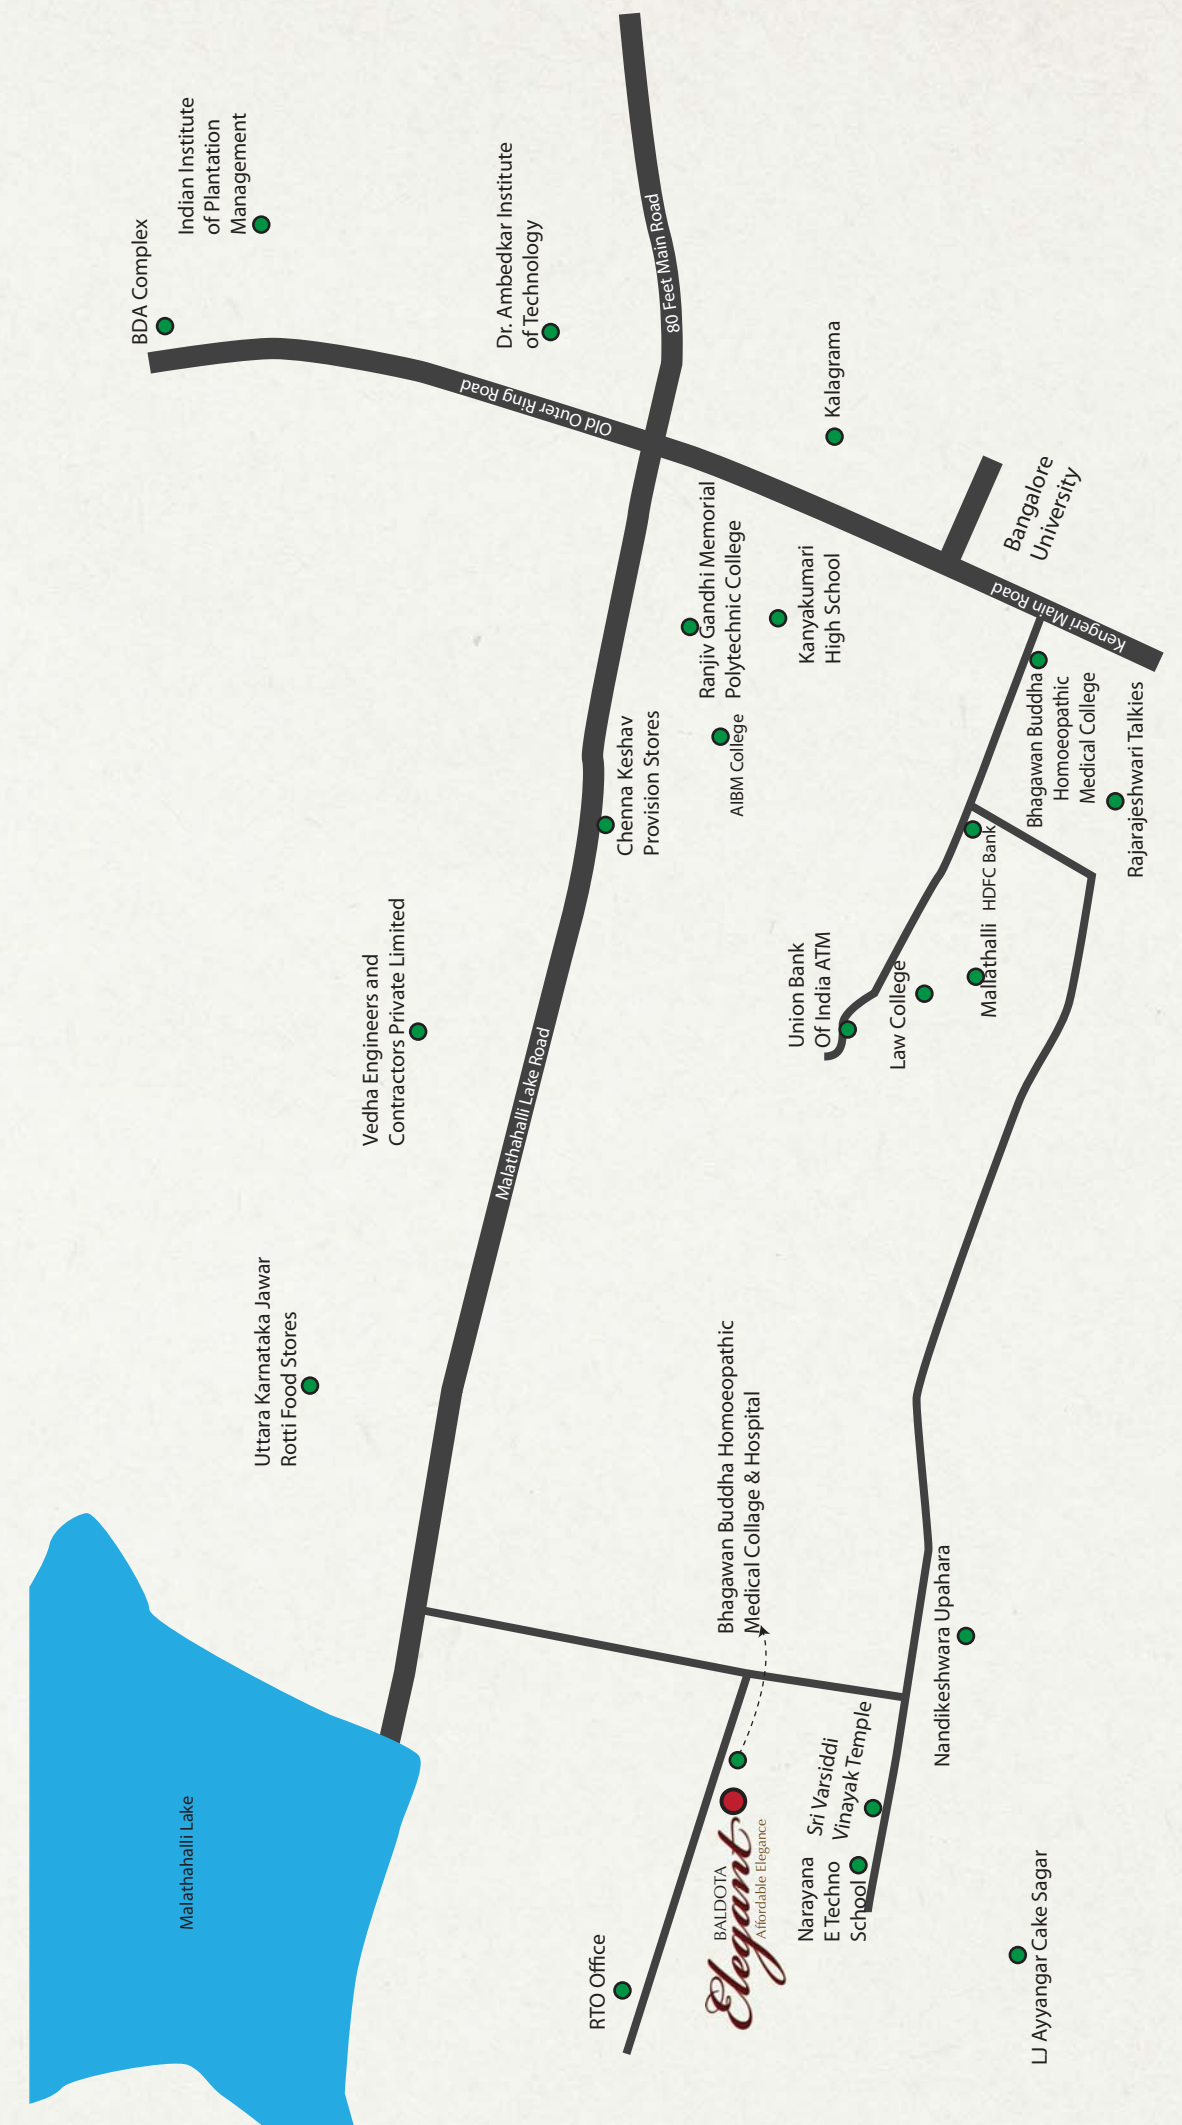 Malathahalli Lake
Uttara Karnataka Jawar
Rotti Food Stores
Vedha Engineers and
Contractors Private Limited
BDA Complex
Indian Institute
of Plantation
Management
Dr. Ambedkar Institute
of Technology
Old Outer Ring Road
80 Feet Main Road
Malathahalli Lake Road
Chenna Keshav
Provision Stores
Ranjiv Gandhi Memorial
Polytechnic College
AIBM College
Kanyakumari
High School
Kalagrama
Bangalore
University
Kengeri Main Road
Bhagawan Buddha
Homoeopathic
Medical College
Rajarajeshwari Talkies
HDFC Bank
Mallathalli
Law College
Union Bank
Of India ATM
Bhagawan Buddha Homoeopathic
Medical Collage & Hospital
RTO Office
BALDOTA
Elegant
Affordable Elegance
Sri Varsiddi
Vinayak Temple
Narayana
E Techno
School
Nandikeshwara Upahara
LJ Ayyangar Cake Sagar